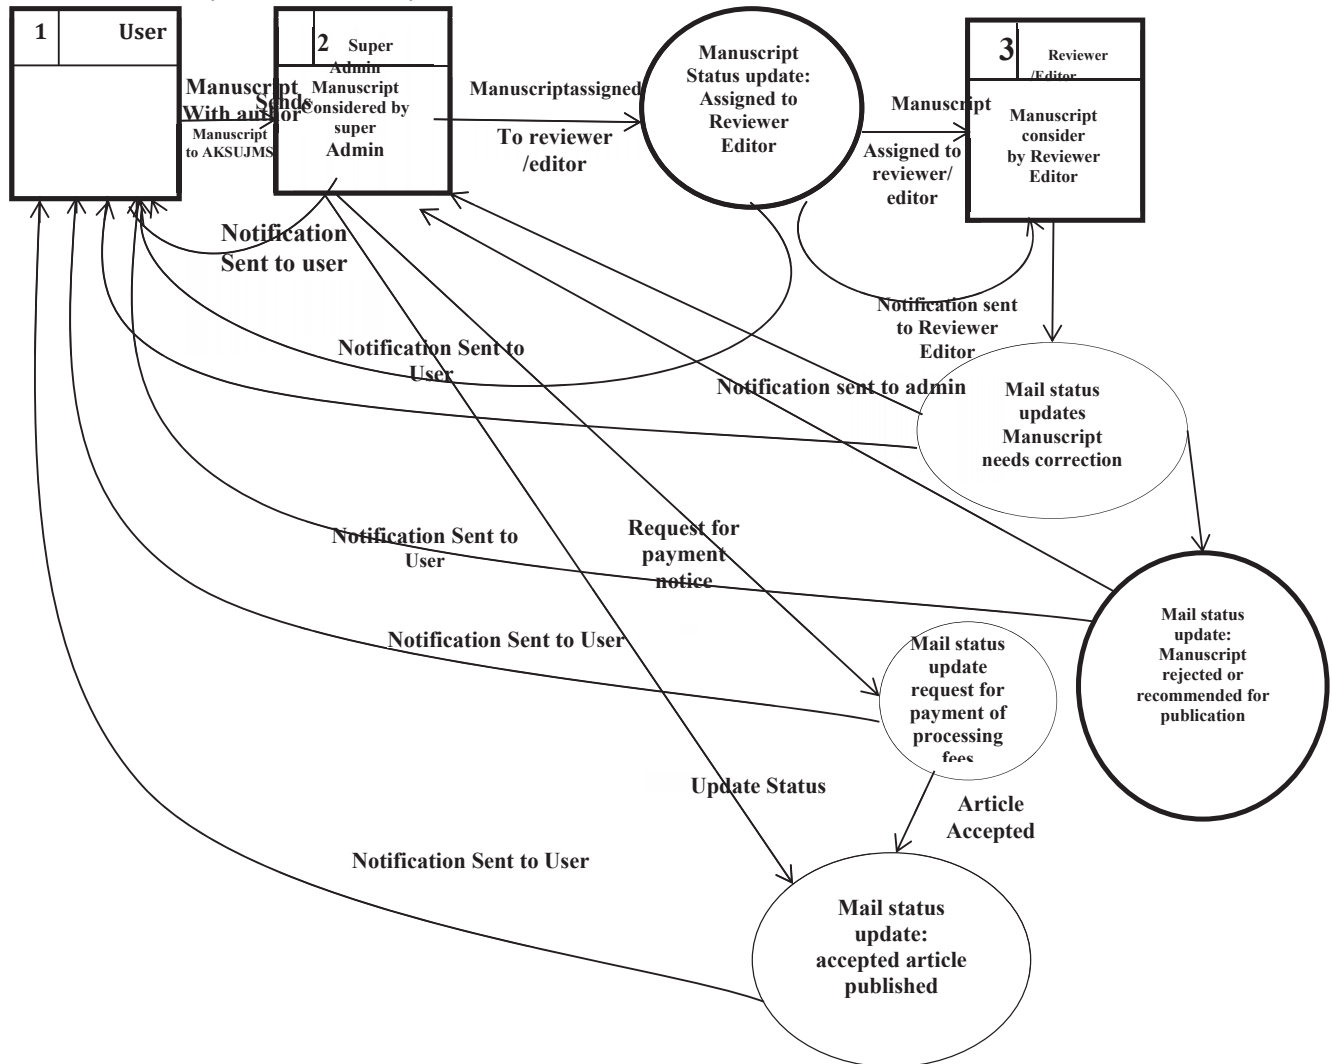 1
User
Manuscript
With author
Sends
Manuscript
to AKSUJMS
2
Super
Admin
Manuscript
Considered by
super
Admin
Manuscriptassigned
To reviewer
/editor
Manuscript
Status update:
Assigned to
Reviewer
Editor
Manuscript
Assigned to
reviewer/
editor
3
Reviewer
/Editor
Manuscript
consider
by Reviewer
Editor
Notification
Sent to user
Notification sent
to Reviewer
Editor
Notification Sent to
User
Notification sent to admin
Mail status
updates
Manuscript
needs correction
Notification Sent to
User
Request for
payment
notice
Mail status
update:
Manuscript
rejected or
recommended for
publication
Notification Sent to User
Mail status
update
request for
payment of
processing
fees
Update Status
Article
Accepted
Notification Sent to User
Mail status
update:
accepted article
published